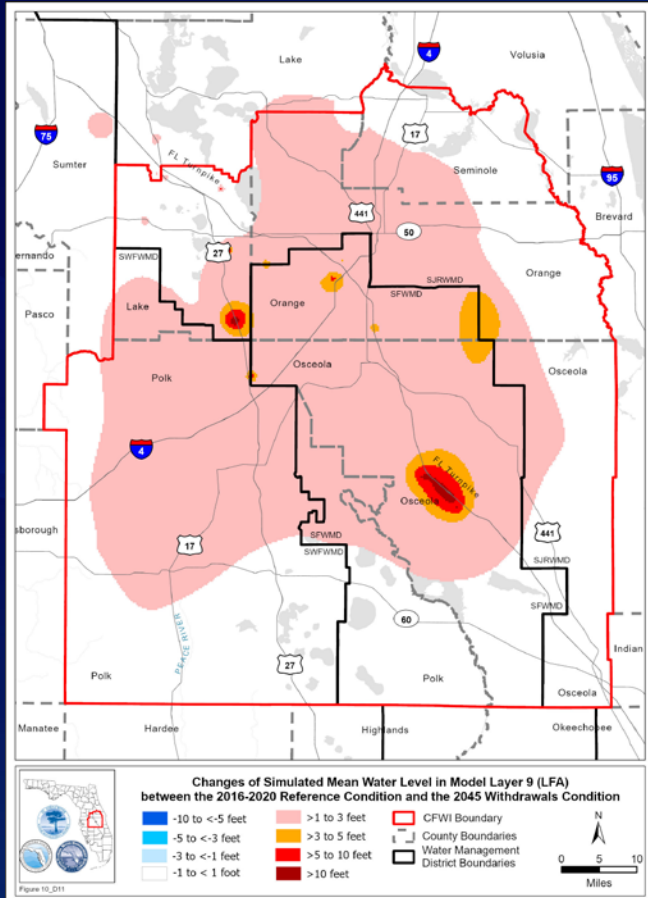 Lake
Volusia
4
75
17
Sumter
FL Turnpike
Seminole
95
441
Brevard
27
50
ernando
SWFWMD
SJRWMD
SFWMD
Orange
Lake
Orange
Pasco
Osceola
Osceola
Polk
4
FL Turnpike
Osceola
sborough
441
17
SFWMD
SWFWMD
SJRWMD
SFWMD
60
PEACE RIVER
27
Indian
Polk
Polk
Osceola
Manatee
Hardee
Highlands
Okeechobee
Changes of Simulated Mean Water Level in Model Layer 9 (LFA)
between the 2016-2020 Reference Condition and the 2045 Withdrawals Condition
-10 to <-5 feet
-5 to <-3 feet
-3 to <-1 feet
-1 to < 1 foot
>1 to 3 feet
>3 to 5 feet
>5 to 10 feet
>10 feet
CFWI Boundary
County Boundaries
Water Management
District Boundaries
N
0 5 10
Miles
Figure 10_D11